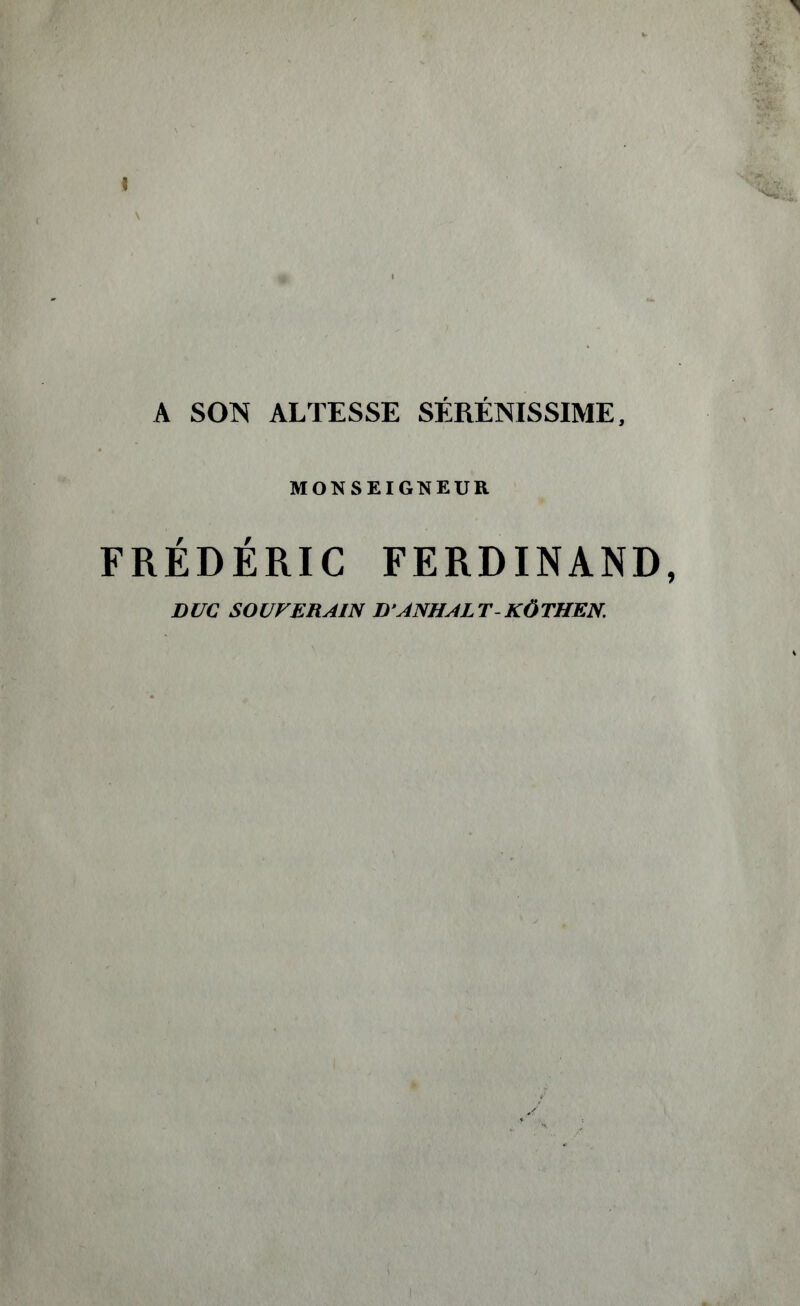 A SON ALTESSE SÉRÉNISSIME,
MONSEIGNEUR
FRÉDÉRIC FERDINAND,
DUC SOUVERAIN D'ANHALT-KÖTHEN.